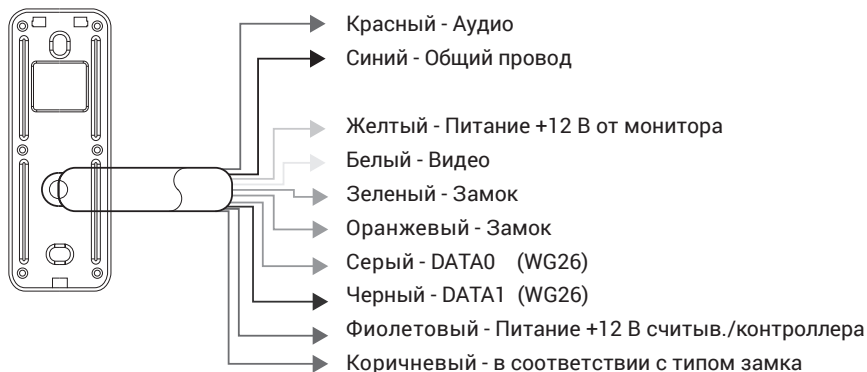 Красный - Аудио
Синий - Общий провод
Желтый - Питание +12 В от монитора
Белый - Видео
Зеленый - Замок
Оранжевый - Замок
Серый - DATA0 (WG26)
Черный - DATA1 (WG26)
Фиолетовый - Питание +12 В считыв./контроллера
Коричневый - в соответствии с типом замка